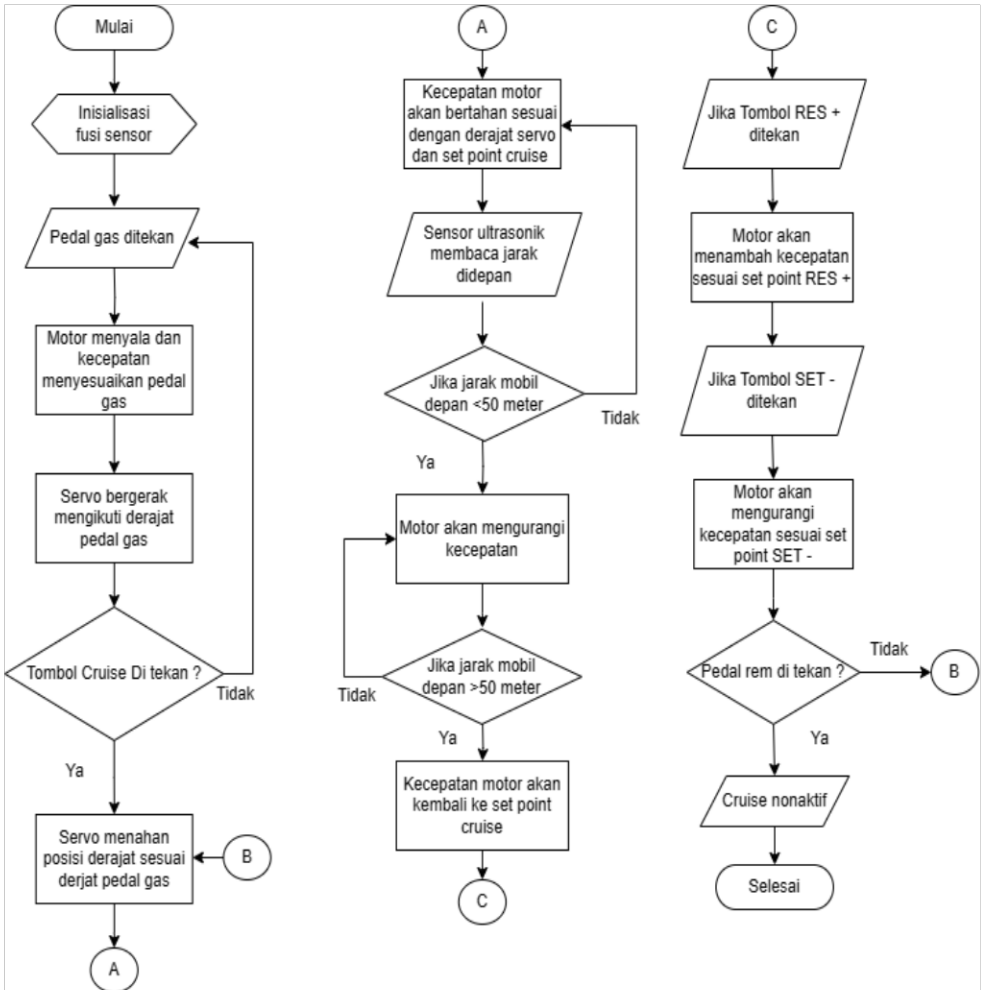 Mulai
Inisialisasi
fusi sensor
Pedal gas ditekan
Motor menyala dan
kecepatan
menyesuaikan pedal
gas
Servo bergerak
mengikuti derajat
pedal gas
Tombol Cruise Di tekan ?
Tidak
Ya
Servo menahan
posisi derajat sesuai
derjat pedal gas
B
A
A
Kecepatan motor
akan bertahan sesuai
dengan derajat servo
dan set point cruise
Sensor ultrasonik
membaca jarak
didepan
Jika jarak mobil
depan <50 meter
Tidak
Ya
Motor akan mengurangi
kecepatan
Jika jarak mobil
depan >50 meter
Tidak
Ya
Kecepatan motor akan
kembali ke set point
cruise
C
C
Jika Tombol RES +
ditekan
Motor akan
menambah kecepatan
sesuai set point RES +
Jika Tombol SET -
ditekan
Motor akan
mengurangi
kecepatan sesuai set
point SET -
Pedal rem di tekan ?
Tidak
B
Ya
Cruise nonaktif
Selesai